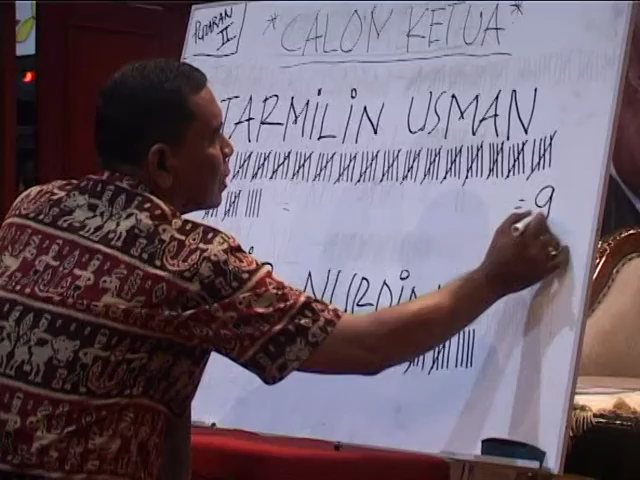 PUTARAN
II
* CALON KETUA *
TARMILIN USMAN
= = 9
NURDIN